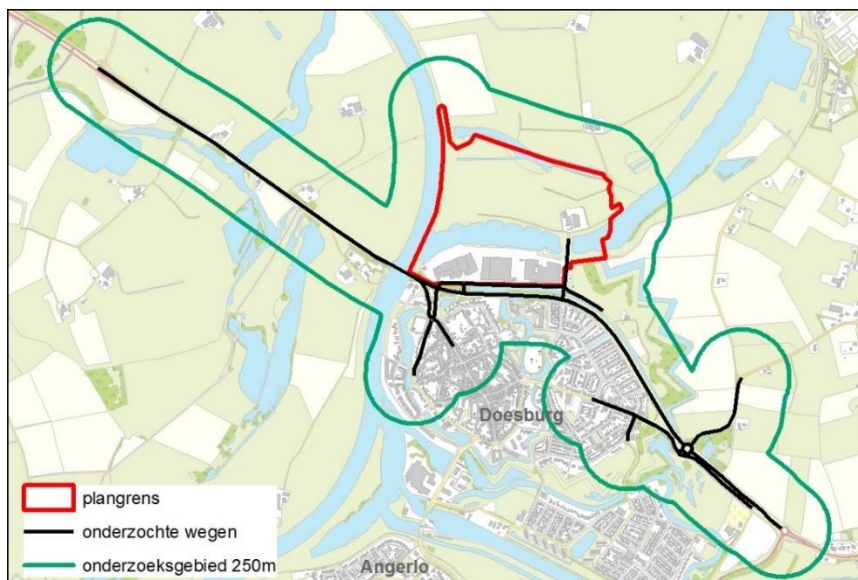 Doesburg
plangrens
onderzochte wegen
onderzoeksgebied 250m
Angerlo